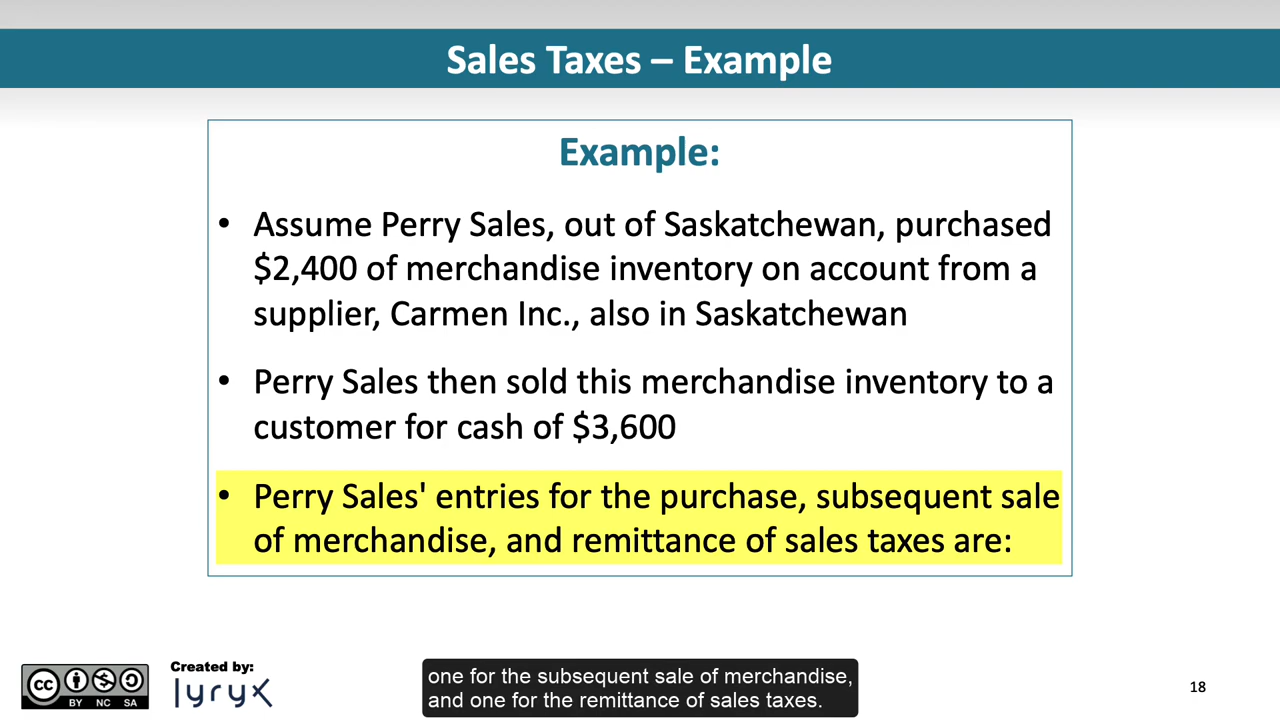 Sales Taxes – Example
Example:
• Assume Perry Sales, out of Saskatchewan, purchased
$2,400 of merchandise inventory on account from a
supplier, Carmen Inc., also in Saskatchewan
• Perry Sales then sold this merchandise inventory to a
customer for cash of $3,600
• Perry Sales' entries for the purchase, subsequent sale
of merchandise, and remittance of sales taxes are:
cc BY NC SA
Created by:
lyryx
one for the subsequent sale of merchandise,
and one for the remittance of sales taxes.
18